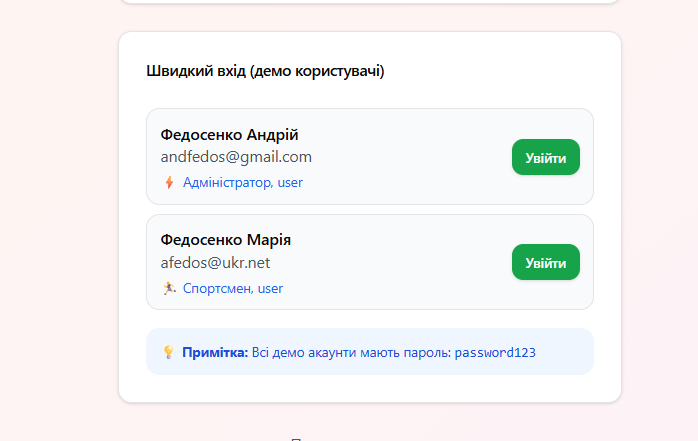 Швидкий вхід (демо користувачі)
Федосенко Андрій
andfedos@gmail.com
Адміністратор, user
Увійти
Федосенко Марія
afedos@ukr.net
Спортсмен, user
Увійти
Примітка: Всі демо акаунти мають пароль: password123